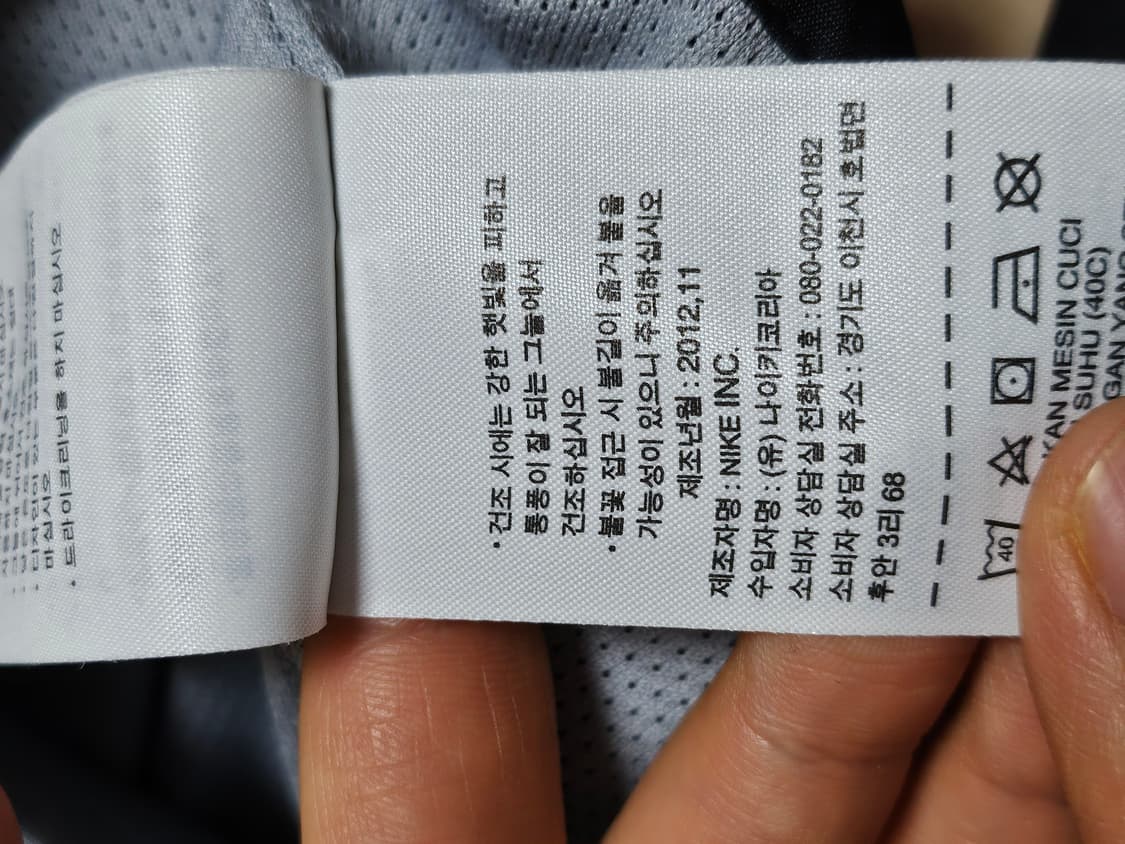 마십시오
· 드라이크리닝을 하지 마십시오
· 건조 시에는 강한 햇빛을 피하고
통풍이 잘 되는 그늘에서
건조하십시오
· 불꽃 접근 시 불길이 옮겨 붙을
가능성이 있으니 주의하십시오
제조년월 : 2012,11
제조자명 : NIKE INC.
수입자명 : (유) 나이키코리아
소비자 상담실 전화번호 : 080-022-0182
소비자 상담실 주소 : 경기도 이천시 호법면
후안 3리 68
40
KAN MESIN CUCI
SUHU (40C)